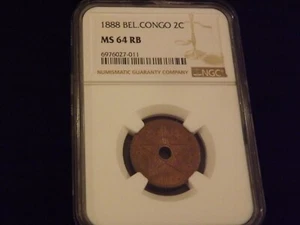 1888 BEL.CONGO 2C
MS 64 RB
6976027-011
NUMISMATIC GUARANTY COMPANY
NGC